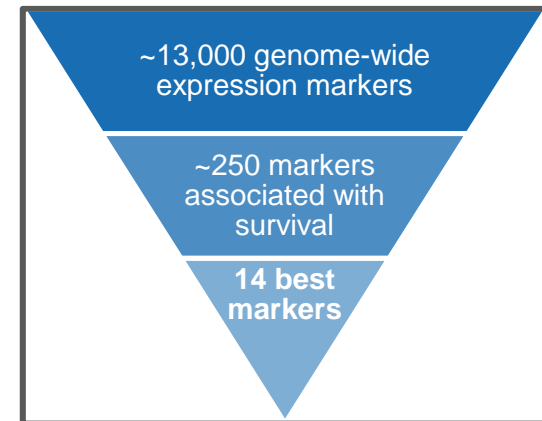 ~13,000 genome-wide
expression markers
~250 markers
associated with
survival
14 best
markers